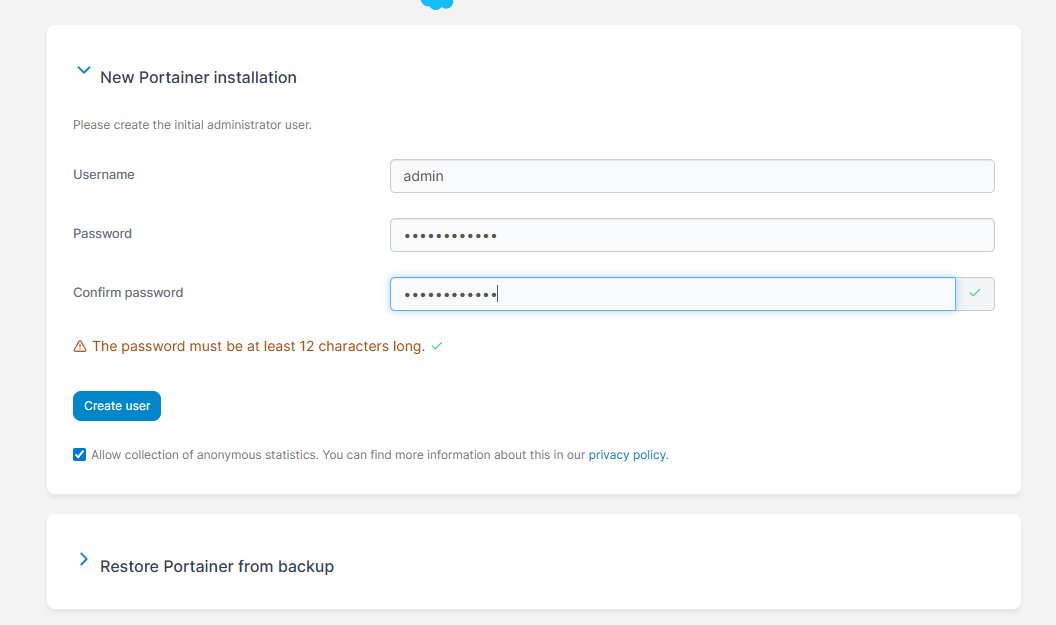 New Portainer installation
Please create the initial administrator user.
Username
admin
Password
••••••••••••
Confirm password
••••••••••••
The password must be at least 12 characters long.
Create user
Allow collection of anonymous statistics. You can find more information about this in our privacy policy.
Restore Portainer from backup